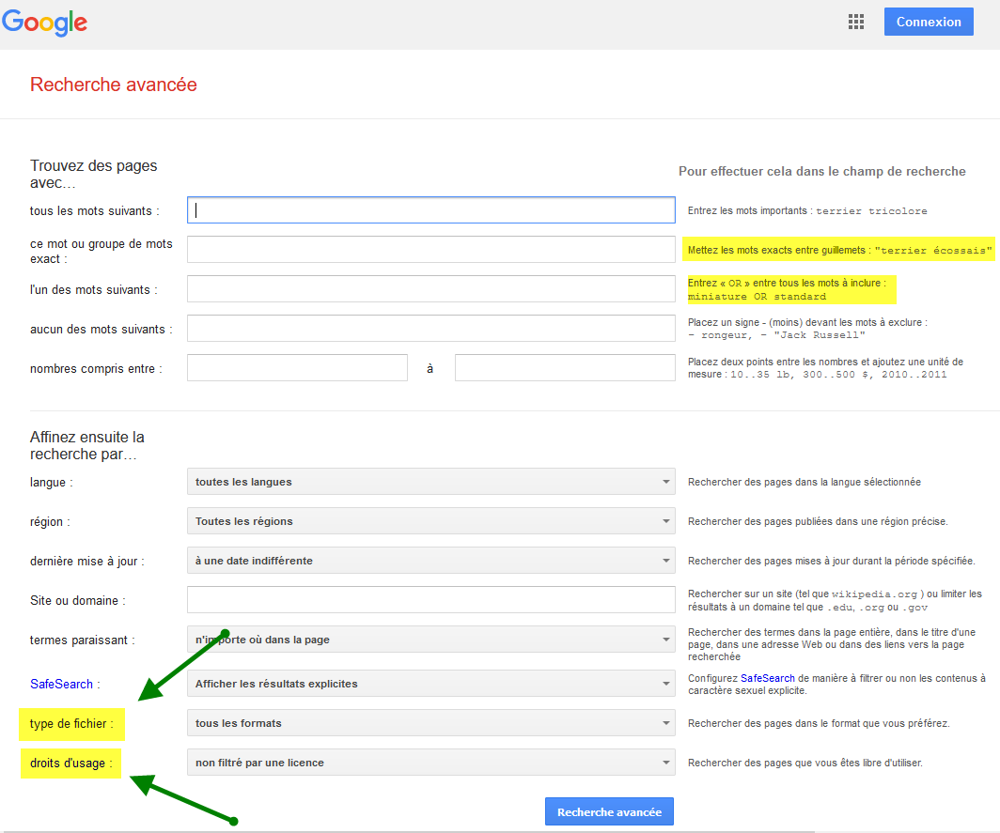 Google
Connexion
Recherche avancée
Trouvez des pages
avec…
Pour effectuer cela dans le champ de recherche
tous les mots suivants :
Entrez les mots importants : terrier tricolore
ce mot ou groupe de mots
exact :
Mettez les mots exacts entre guillemets : "terrier écossais"
l'un des mots suivants :
Entrez « OR » entre tous les mots à inclure :
miniature OR standard
aucun des mots suivants :
Placez un signe - (moins) devant les mots à exclure :
- rongeur, - "Jack Russell"
nombres compris entre :
à
Placez deux points entre les nombres et ajoutez une unité de
mesure : 10..35 lb, 300..500 $, 2010..2011
Affinez ensuite la
recherche par…
langue :
toutes les langues
Rechercher des pages dans la langue sélectionnée
région :
Toutes les régions
Rechercher des pages publiées dans une région précise.
dernière mise à jour :
à une date indifférente
Rechercher des pages mises à jour durant la période spécifiée.
Site ou domaine :
Rechercher sur un site (tel que wikipedia.org ) ou limiter les
résultats à un domaine tel que .edu, .org ou .gov
termes paraissant :
n'importe où dans la page
Rechercher des termes dans la page entière, dans le titre d'une
page, dans une adresse Web ou dans des liens vers la page
recherchée
SafeSearch :
Afficher les résultats explicites
Configurez SafeSearch de manière à filtrer ou non les contenus à
caractère sexuel explicite.
type de fichier :
tous les formats
Rechercher des pages dans le format que vous préférez.
droits d'usage :
non filtré par une licence
Rechercher des pages que vous êtes libre d'utiliser.
Recherche avancée